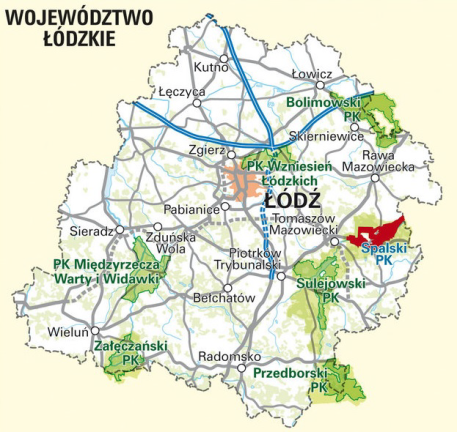 WOJEWÓDZTWO
ŁÓDZKIE
Kutno
Łowicz
Łęczyca
Bolimowski
PK
Skierniewice
Zgierz
PK Wzniesień
Łódzkich
Rawa
Mazowiecka
ŁÓDŹ
Pabianice
Tomaszów
Mazowiecki
Sieradz
Zduńska
Wola
Spalski
PK
Piotrków
Trybunalski
PK Międzyrzecza
Warty i Widawki
Sulejowski
PK
Bełchatów
Wieluń
Załęczański
PK
Radomsko
Przedborski
PK